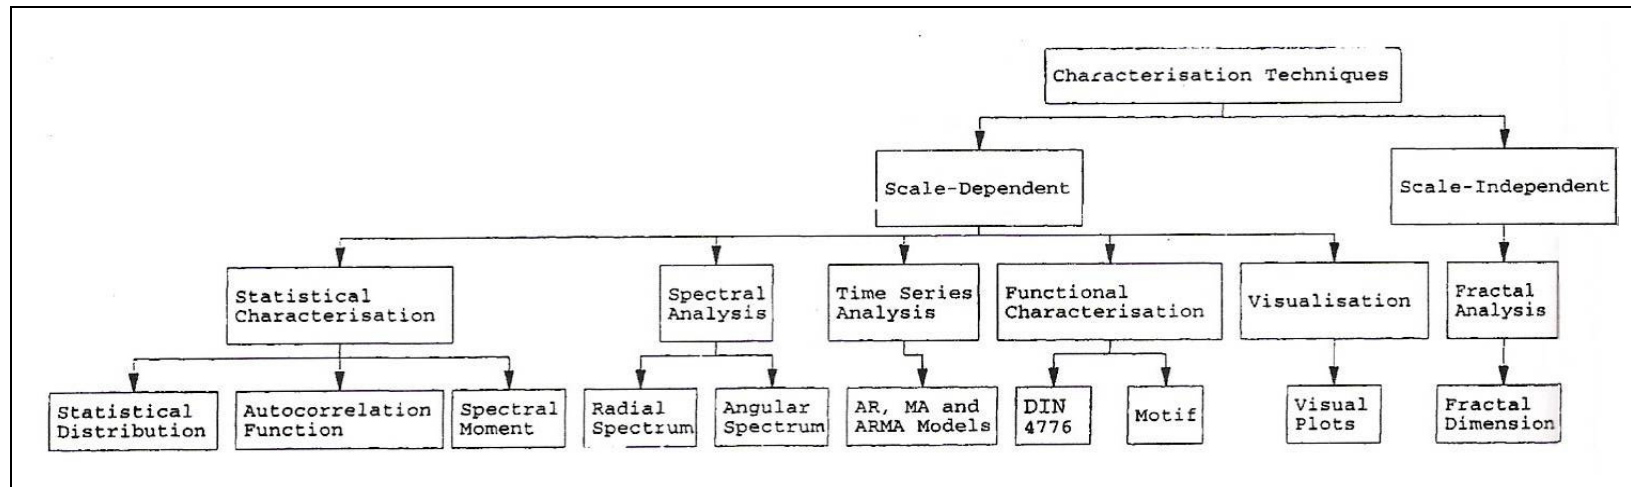 Characterisation Techniques
Scale-Dependent
Scale-Independent
Statistical
Characterisation
Spectral
Analysis
Time Series
Analysis
Functional
Characterisation
Visualisation
Fractal
Analysis
Statistical
Distribution
Autocorrelation
Function
Spectral
Moment
Radial
Spectrum
Angular
Spectrum
AR, MA and
ARMA Models
DIN
4776
Motif
Visual
Plots
Fractal
Dimension